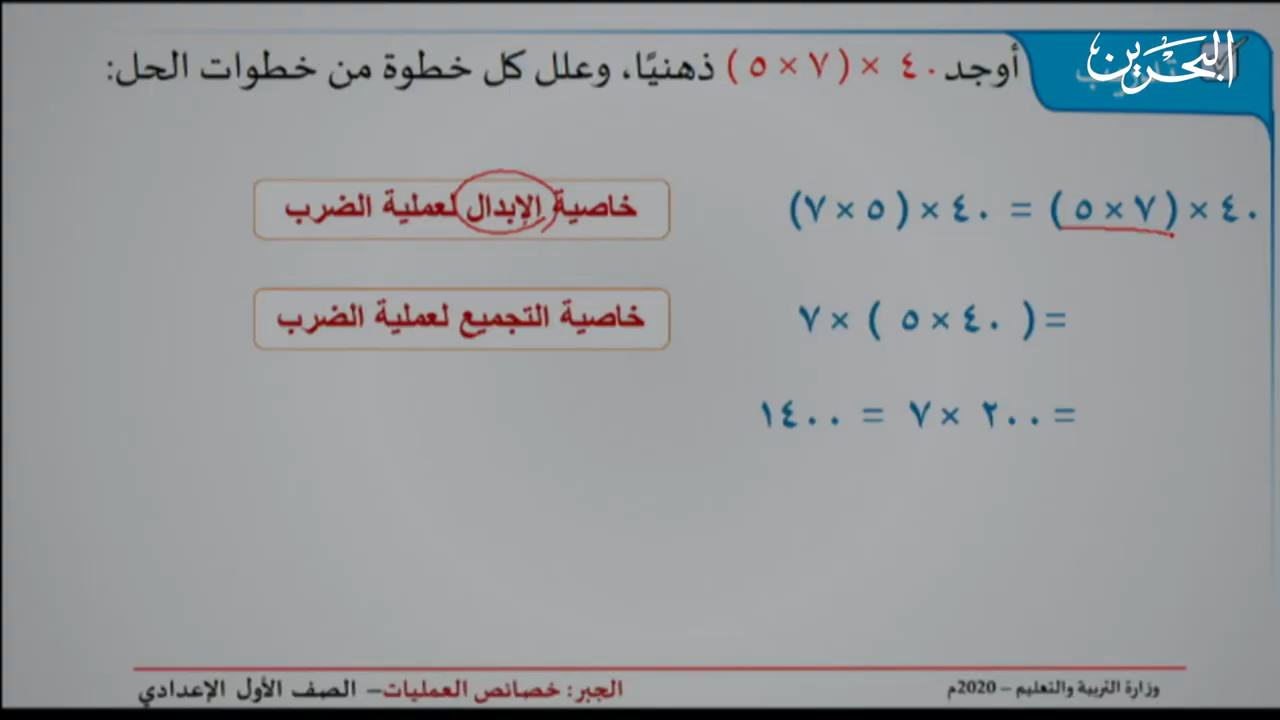 البحرين
أوجد ٤٠ × (٧ × ٥) ذهنيًا، وعلل كل خطوة من خطوات الحل:
٤٠ × (٧ × ٥) = ٤٠ × (٥ × ٧) خاصية الإبدال لعملية الضرب
= (٤٠ × ٥) × ٧ خاصية التجميع لعملية الضرب
= ٢٠٠ × ٧ = ١٤٠٠
وزارة التربية والتعليم – 2020م الجبر: خصائص العمليات – الصف الأول الإعدادي